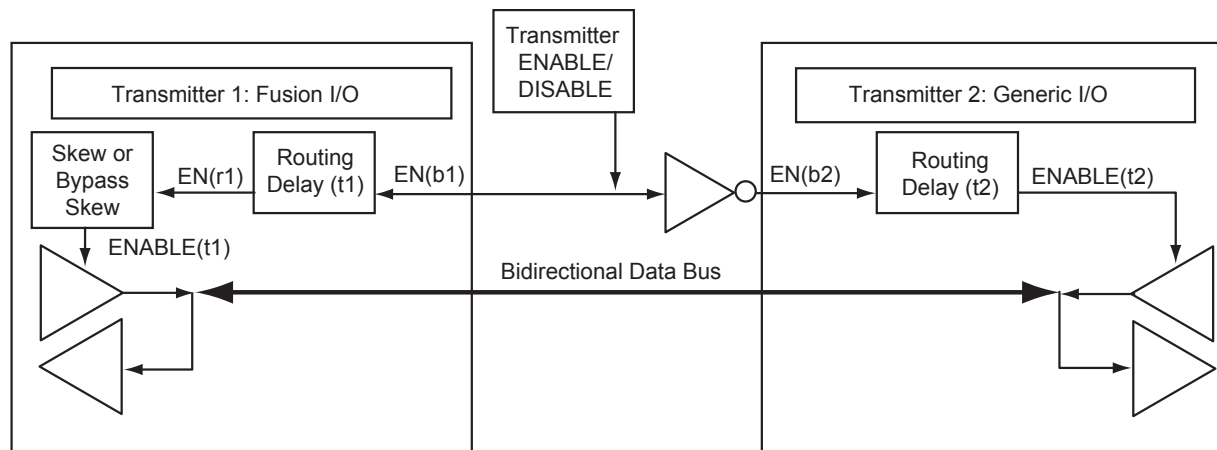 Transmitter
ENABLE/
DISABLE
Transmitter 1: Fusion I/O
Transmitter 2: Generic I/O
Skew or
Bypass
Skew
EN(r1)
Routing
Delay (t1)
EN(b1)
EN(b2)
Routing
Delay (t2)
ENABLE(t2)
ENABLE(t1)
Bidirectional Data Bus